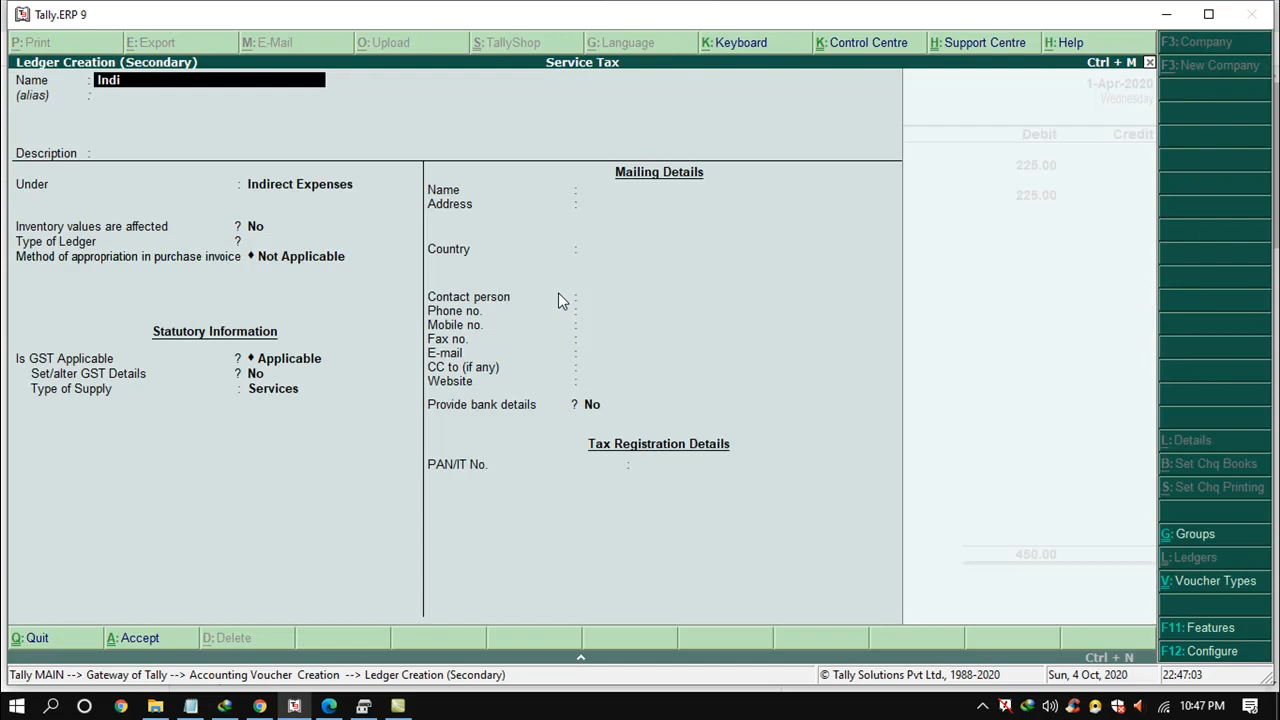 Tally.ERP 9
P: Print E: Export M: E-Mail O: Upload S: TallyShop G: Language K: Keyboard K: Control Centre H: Support Centre H: Help F3: Company
Ledger Creation (Secondary) Service Tax Ctrl + M
F3: New Company
Name : Indi
(alias) :
1-Apr-2020
Wednesday
Debit Credit
Description :
225.00
Mailing Details
Under : Indirect Expenses
Name :
225.00
Address :
Inventory values are affected ? No
Type of Ledger ?
Country :
Method of appropriation in purchase invoice ♦ Not Applicable
Contact person :
Phone no. :
Mobile no. :
Statutory Information
Fax no. :
Is GST Applicable ? ♦ Applicable
E-mail :
Set/alter GST Details ? No
CC to (if any) :
Type of Supply : Services
Website :
Provide bank details ? No
Tax Registration Details
L: Details
PAN/IT No. :
B: Set Chq Books
S: Set Chq Printing
G: Groups
450.00
L: Ledgers
V: Voucher Types
F11: Features
Q: Quit A: Accept D: Delete
F12: Configure
Ctrl + N
Tally MAIN --> Gateway of Tally --> Accounting Voucher Creation --> Ledger Creation (Secondary) © Tally Solutions Pvt Ltd., 1988-2020 Sun, 4 Oct, 2020 22:47:03
10:47 PM